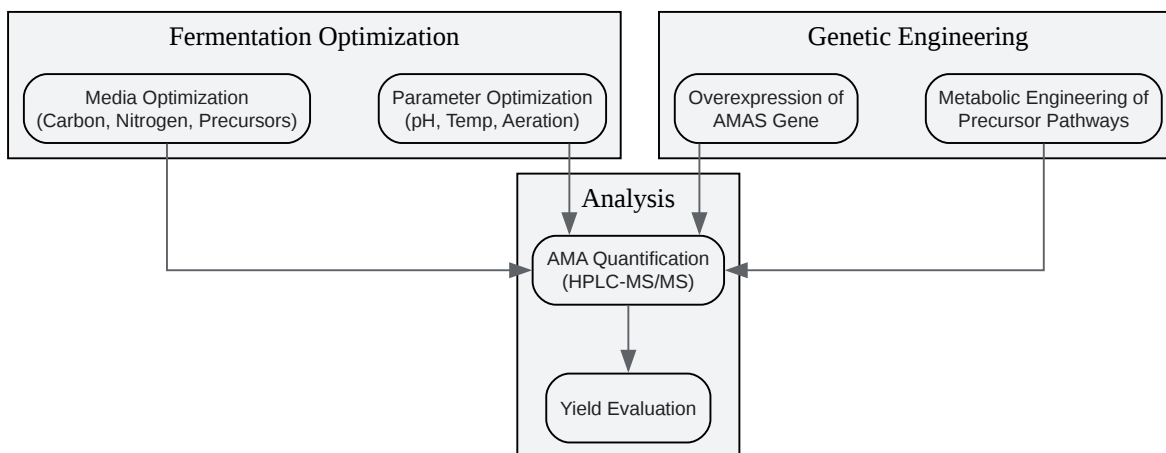 Fermentation Optimization
Media Optimization
(Carbon, Nitrogen, Precursors)
Parameter Optimization
(pH, Temp, Aeration)
Genetic Engineering
Overexpression of
AMAS Gene
Metabolic Engineering of
Precursor Pathways
Analysis
AMA Quantification
(HPLC-MS/MS)
Yield Evaluation